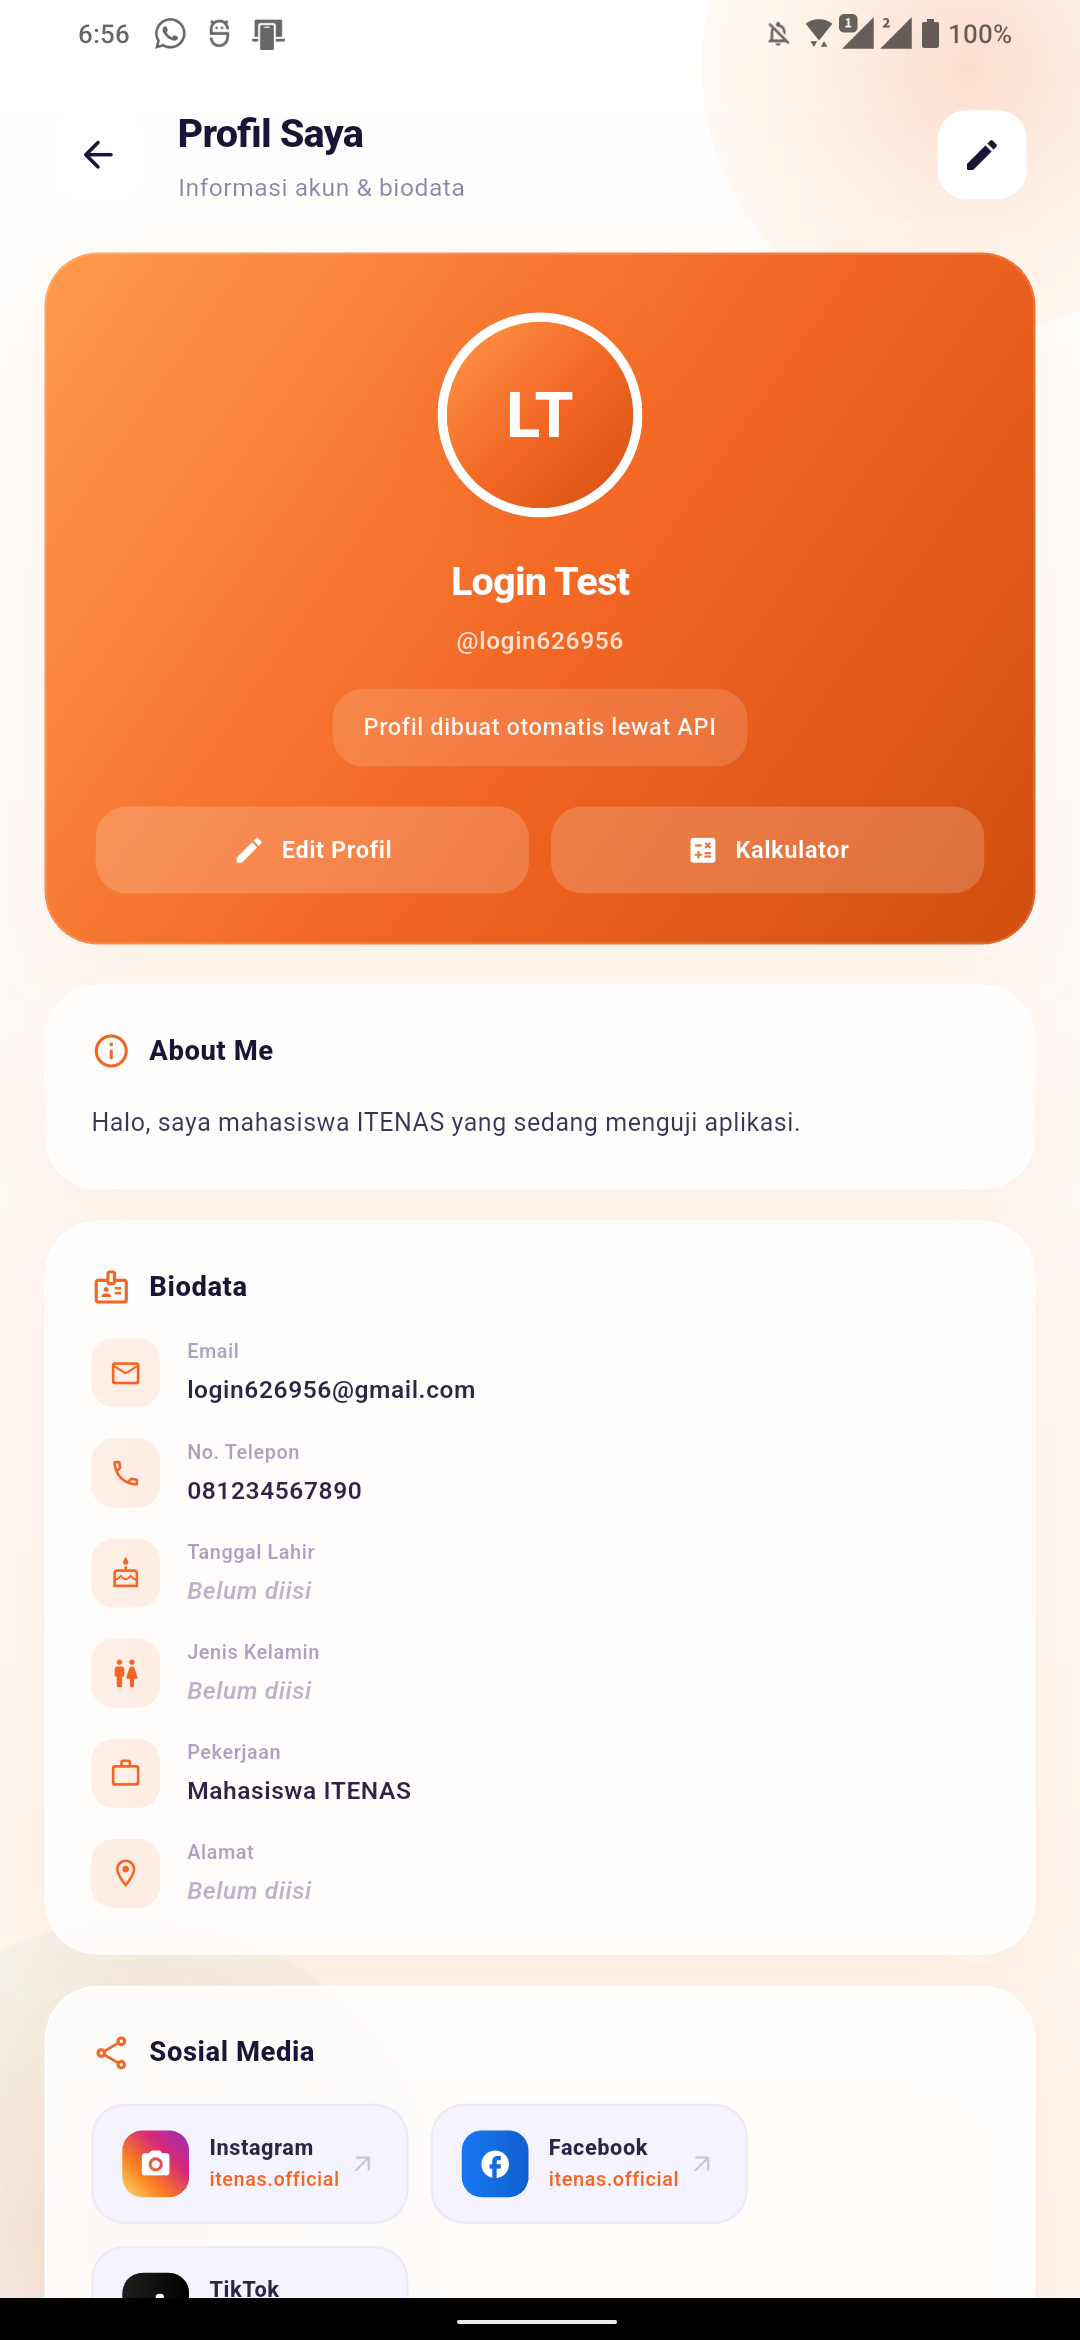 6:56
1
2
100%
Profil Saya
Informasi akun & biodata
LT
Login Test
@login626956
Profil dibuat otomatis lewat API
Edit Profil
Kalkulator
About Me
Halo, saya mahasiswa ITENAS yang sedang menguji aplikasi.
Biodata
Email
login626956@gmail.com
No. Telepon
081234567890
Tanggal Lahir
Belum diisi
Jenis Kelamin
Belum diisi
Pekerjaan
Mahasiswa ITENAS
Alamat
Belum diisi
Sosial Media
Instagram
itenas.official
Facebook
itenas.official
TikTok